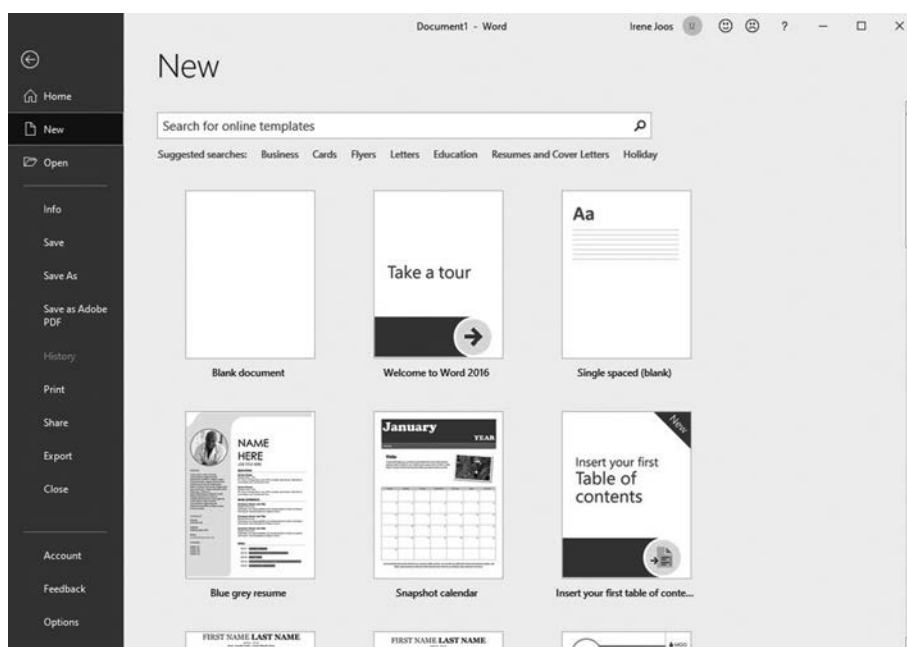 Document1 - Word
Irene Joos
?
New
Home
New
Open
Info
Save
Save As
Save as Adobe
PDF
History
Print
Share
Export
Close
Account
Feedback
Options
Search for online templates
Suggested searches: Business Cards Flyers Letters Education Resumes and Cover Letters Holiday
Blank document
Take a tour
Welcome to Word 2016
Aa
Single spaced (blank)
NAME
HERE
Blue grey resume
January
YEAR
Title
Snapshot calendar
New
Insert your first
Table of
contents
Insert your first table of conte...
FIRST NAME LAST NAME
FIRST NAME LAST NAME
MOO